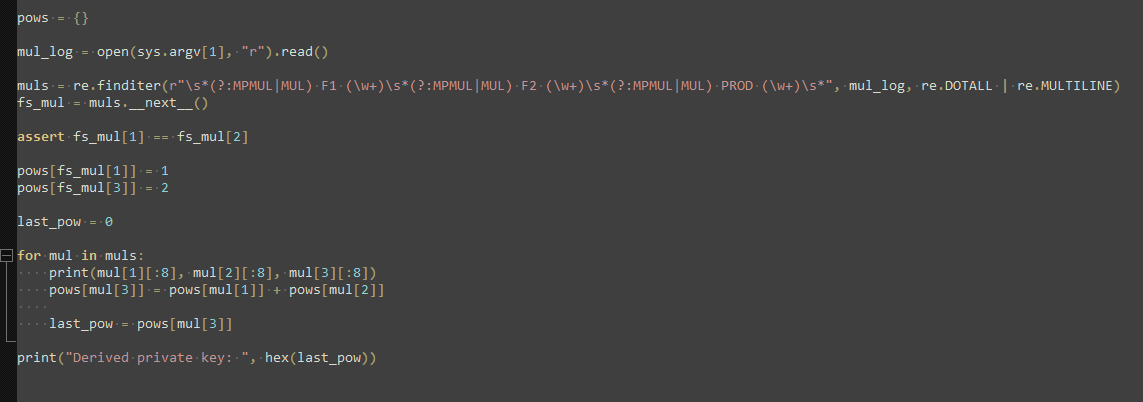 pows = {}
mul_log = open(sys.argv[1], "r").read()
muls = re.finditer(r"\s*(?:MPMUL|MUL) F1 (\w+)\s*(?:MPMUL|MUL) F2 (\w+)\s*(?:MPMUL|MUL) PROD (\w+)\s*", mul_log, re.DOTALL | re.MULTILINE)
fs_mul = muls.__next__()
assert fs_mul[1] == fs_mul[2]
pows[fs_mul[1]] = 1
pows[fs_mul[3]] = 2
last_pow = 0
for mul in muls:
    print(mul[1][:8], mul[2][:8], mul[3][:8])
    pows[mul[3]] = pows[mul[1]] + pows[mul[2]]
    last_pow = pows[mul[3]]
print("Derived private key: ", hex(last_pow))